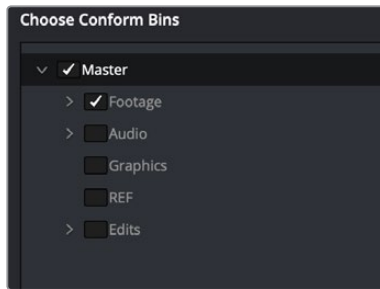 Choose Conform Bins
Master
Footage
Audio
Graphics
REF
Edits